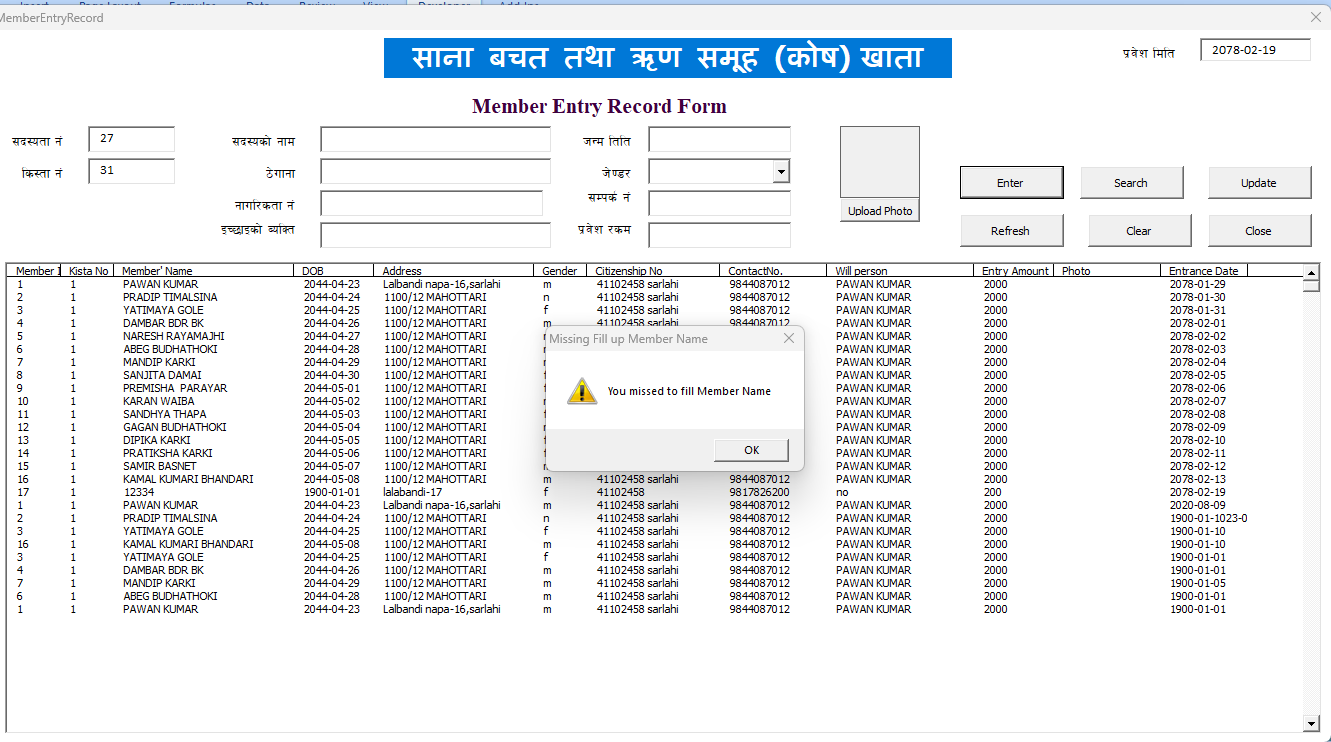 Insert Page Layout Formulas Data Review View Developer Add-Ins
MemberEntryRecord
साना बचत तथा ऋण समूह (कोष) खाता
प्रवेश मिति 2078-02-19
Member Entry Record Form
सदस्यता नं 27 सदस्यको नाम जन्म तिति
किस्ता नं 31 ठेगाना जेण्डर Enter Search Update
नागरिकता नं सम्पर्क नं Upload Photo
इच्छाइको ब्यक्ति प्रवेश रकम Refresh Clear Close
Member I Kista No Member' Name DOB Address Gender Citizenship No ContactNo. Will person Entry Amount Photo Entrance Date
1 1 PAWAN KUMAR 2044-04-23 Lalbandi napa-16,sarlahi m 41102458 sarlahi 9844087012 PAWAN KUMAR 2000 2078-01-29
2 1 PRADIP TIMALSINA 2044-04-24 1100/12 MAHOTTARI n 41102458 sarlahi 9844087012 PAWAN KUMAR 2000 2078-01-30
3 1 YATIMAYA GOLE 2044-04-25 1100/12 MAHOTTARI f 41102458 sarlahi 9844087012 PAWAN KUMAR 2000 2078-01-31
4 1 DAMBAR BDR BK 2044-04-26 1100/12 MAHOTTARI m 41102458 sarlahi 9844087012 PAWAN KUMAR 2000 2078-02-01
5 1 NARESH RAYAMAJHI 2044-04-27 1100/12 MAHOTTARI PAWAN KUMAR 2000 2078-02-02
6 1 ABEG BUDHATHOKI 2044-04-28 1100/12 MAHOTTARI PAWAN KUMAR 2000 2078-02-03
7 1 MANDIP KARKI 2044-04-29 1100/12 MAHOTTARI PAWAN KUMAR 2000 2078-02-04
8 1 SANJITA DAMAI 2044-04-30 1100/12 MAHOTTARI PAWAN KUMAR 2000 2078-02-05
9 1 PREMISHA PARAYAR 2044-05-01 1100/12 MAHOTTARI PAWAN KUMAR 2000 2078-02-06
10 1 KARAN WAIBA 2044-05-02 1100/12 MAHOTTARI PAWAN KUMAR 2000 2078-02-07
11 1 SANDHYA THAPA 2044-05-03 1100/12 MAHOTTARI PAWAN KUMAR 2000 2078-02-08
12 1 GAGAN BUDHATHOKI 2044-05-04 1100/12 MAHOTTARI PAWAN KUMAR 2000 2078-02-09
13 1 DIPIKA KARKI 2044-05-05 1100/12 MAHOTTARI PAWAN KUMAR 2000 2078-02-10
14 1 PRATIKSHA KARKI 2044-05-06 1100/12 MAHOTTARI PAWAN KUMAR 2000 2078-02-11
15 1 SAMIR BASNET 2044-05-07 1100/12 MAHOTTARI PAWAN KUMAR 2000 2078-02-12
16 1 KAMAL KUMARI BHANDARI 2044-05-08 1100/12 MAHOTTARI m 41102458 sarlahi 9844087012 PAWAN KUMAR 2000 2078-02-13
17 1 12334 1900-01-01 lalabandi-17 f 41102458 9817826200 no 200 2078-02-19
1 1 PAWAN KUMAR 2044-04-23 Lalbandi napa-16,sarlahi m 41102458 sarlahi 9844087012 PAWAN KUMAR 2000 2020-08-09
2 1 PRADIP TIMALSINA 2044-04-24 1100/12 MAHOTTARI n 41102458 sarlahi 9844087012 PAWAN KUMAR 2000 1900-01-1023-0
3 1 YATIMAYA GOLE 2044-04-25 1100/12 MAHOTTARI f 41102458 sarlahi 9844087012 PAWAN KUMAR 2000 1900-01-10
16 1 KAMAL KUMARI BHANDARI 2044-05-08 1100/12 MAHOTTARI m 41102458 sarlahi 9844087012 PAWAN KUMAR 2000 1900-01-10
3 1 YATIMAYA GOLE 2044-04-25 1100/12 MAHOTTARI f 41102458 sarlahi 9844087012 PAWAN KUMAR 2000 1900-01-01
4 1 DAMBAR BDR BK 2044-04-26 1100/12 MAHOTTARI m 41102458 sarlahi 9844087012 PAWAN KUMAR 2000 1900-01-01
7 1 MANDIP KARKI 2044-04-29 1100/12 MAHOTTARI m 41102458 sarlahi 9844087012 PAWAN KUMAR 2000 1900-01-05
6 1 ABEG BUDHATHOKI 2044-04-28 1100/12 MAHOTTARI m 41102458 sarlahi 9844087012 PAWAN KUMAR 2000 1900-01-01
1 1 PAWAN KUMAR 2044-04-23 Lalbandi napa-16,sarlahi m 41102458 sarlahi 9844087012 PAWAN KUMAR 2000 1900-01-01
Missing Fill up Member Name
You missed to fill Member Name
OK